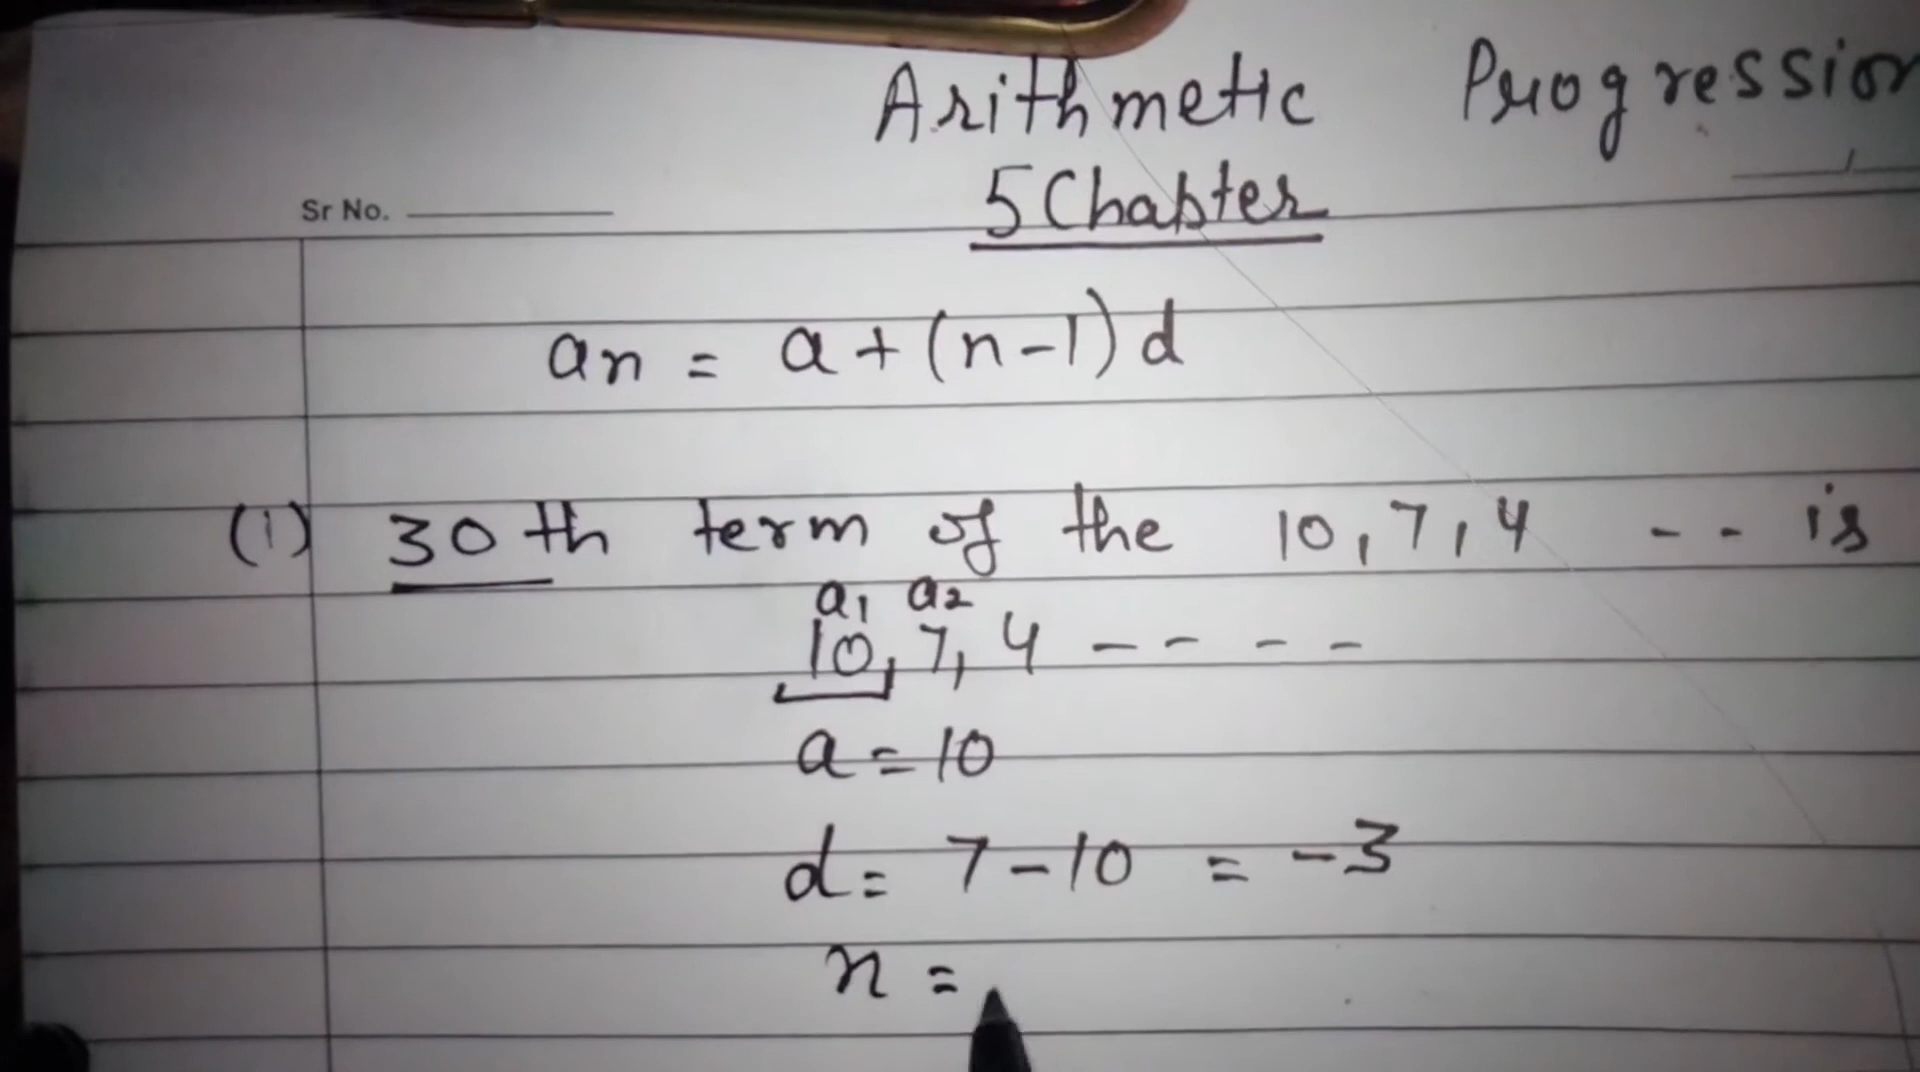 Arithmetic Progression
5 Chapter
Sr No.
an = a + (n-1) d
(1) 30th term of the 10, 7, 4 -- is
a1 a2
10, 7, 4 ----
a = 10
d = 7 - 10 = -3
n =